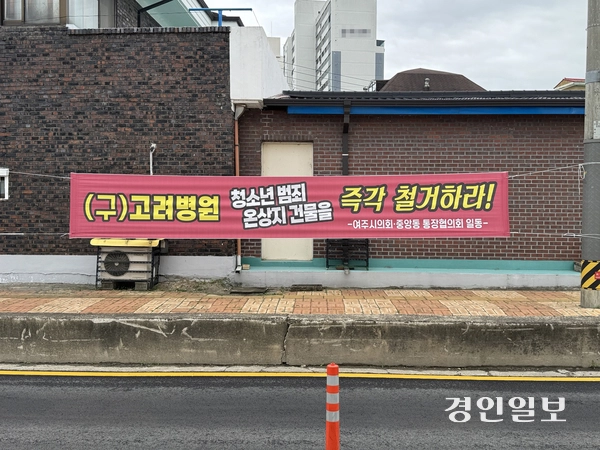 (구)고려병원 청소년 범죄 온상지 건물을 즉각 철거하라!
-여주시의회·중앙동 통장협의회 일동-
경인일보